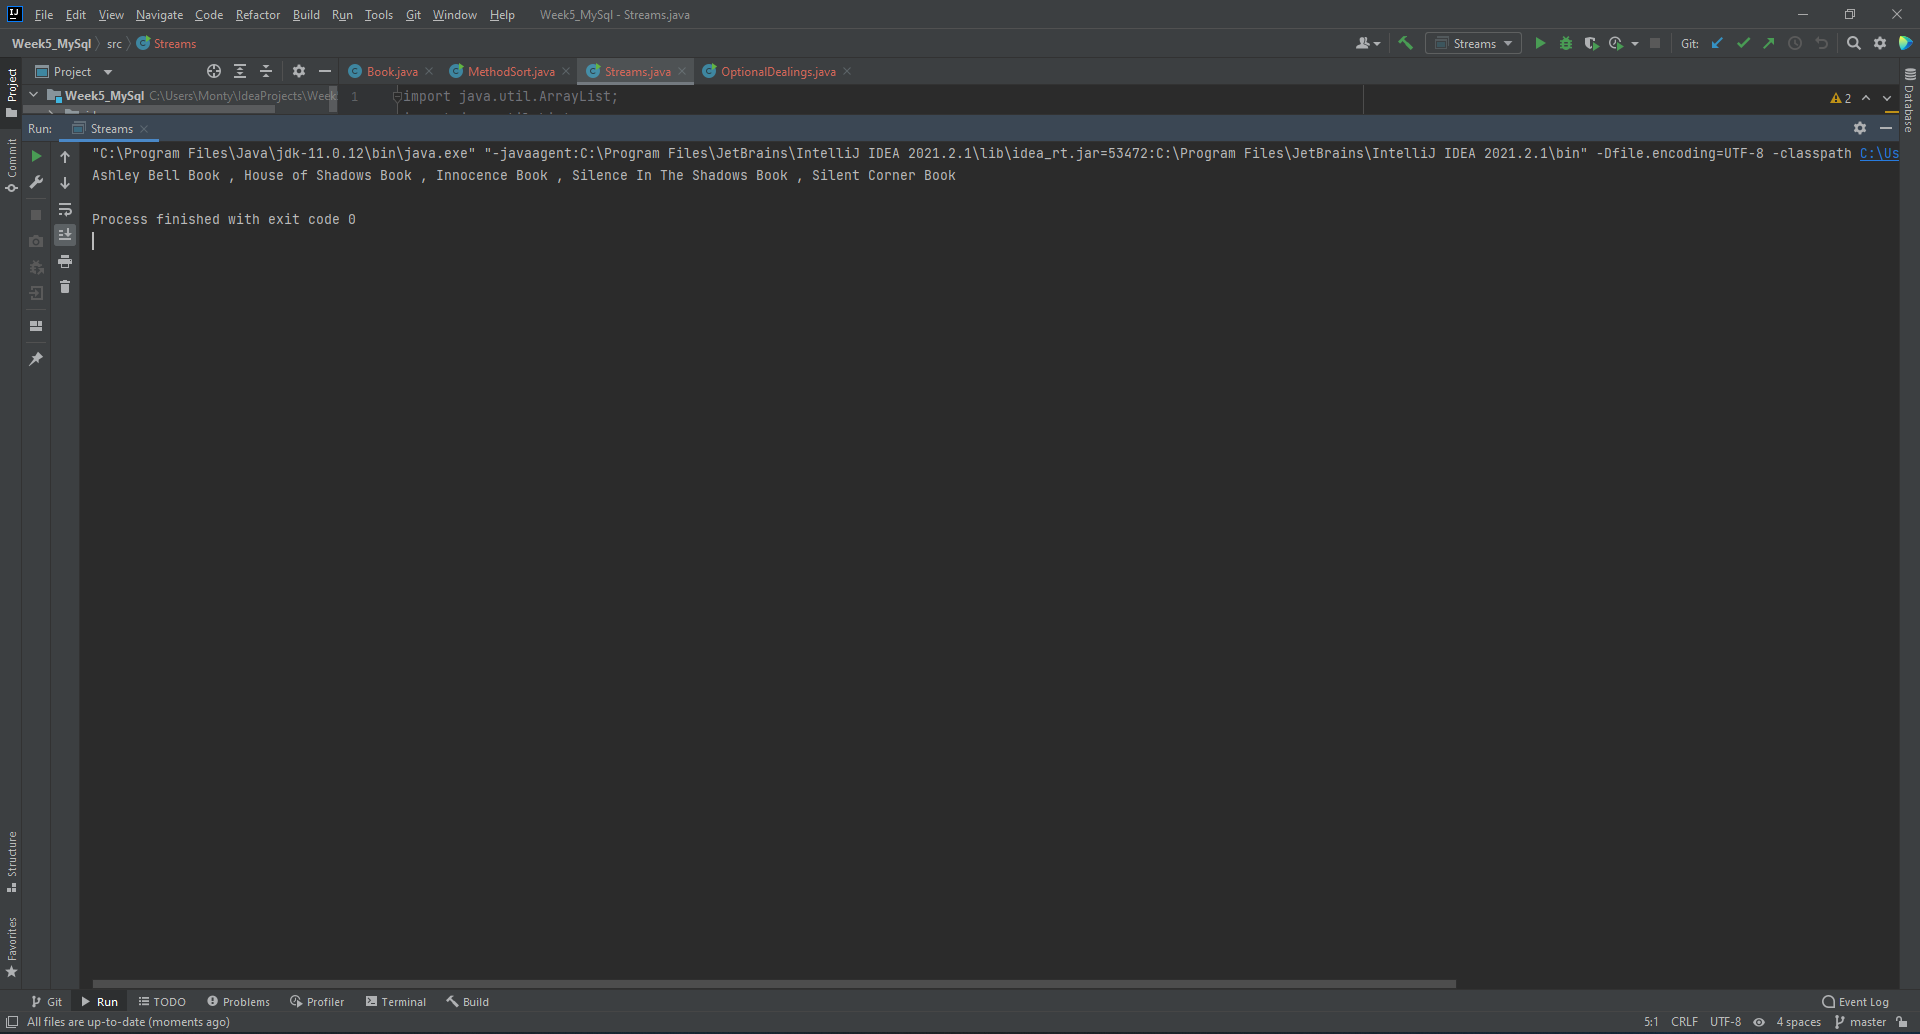 File Edit View Navigate Code Refactor Build Run Tools Git Window Help Week5_MySql - Streams.java
Week5_MySql src Streams Streams Git:
Project Book.java MethodSort.java Streams.java OptionalDealings.java
Week5_MySql C:\Users\Monty\IdeaProjects\Week 1 import java.util.ArrayList; 2
Run: Streams
"C:\Program Files\Java\jdk-11.0.12\bin\java.exe" "-javaagent:C:\Program Files\JetBrains\IntelliJ IDEA 2021.2.1\lib\idea_rt.jar=53472:C:\Program Files\JetBrains\IntelliJ IDEA 2021.2.1\bin" -Dfile.encoding=UTF-8 -classpath C:\Us
Ashley Bell Book , House of Shadows Book , Innocence Book , Silence In The Shadows Book , Silent Corner Book
Process finished with exit code 0
Project
Commit
Structure
Favorites
Database
Git Run TODO Problems Profiler Terminal Build Event Log
All files are up-to-date (moments ago) 5:1 CRLF UTF-8 4 spaces master